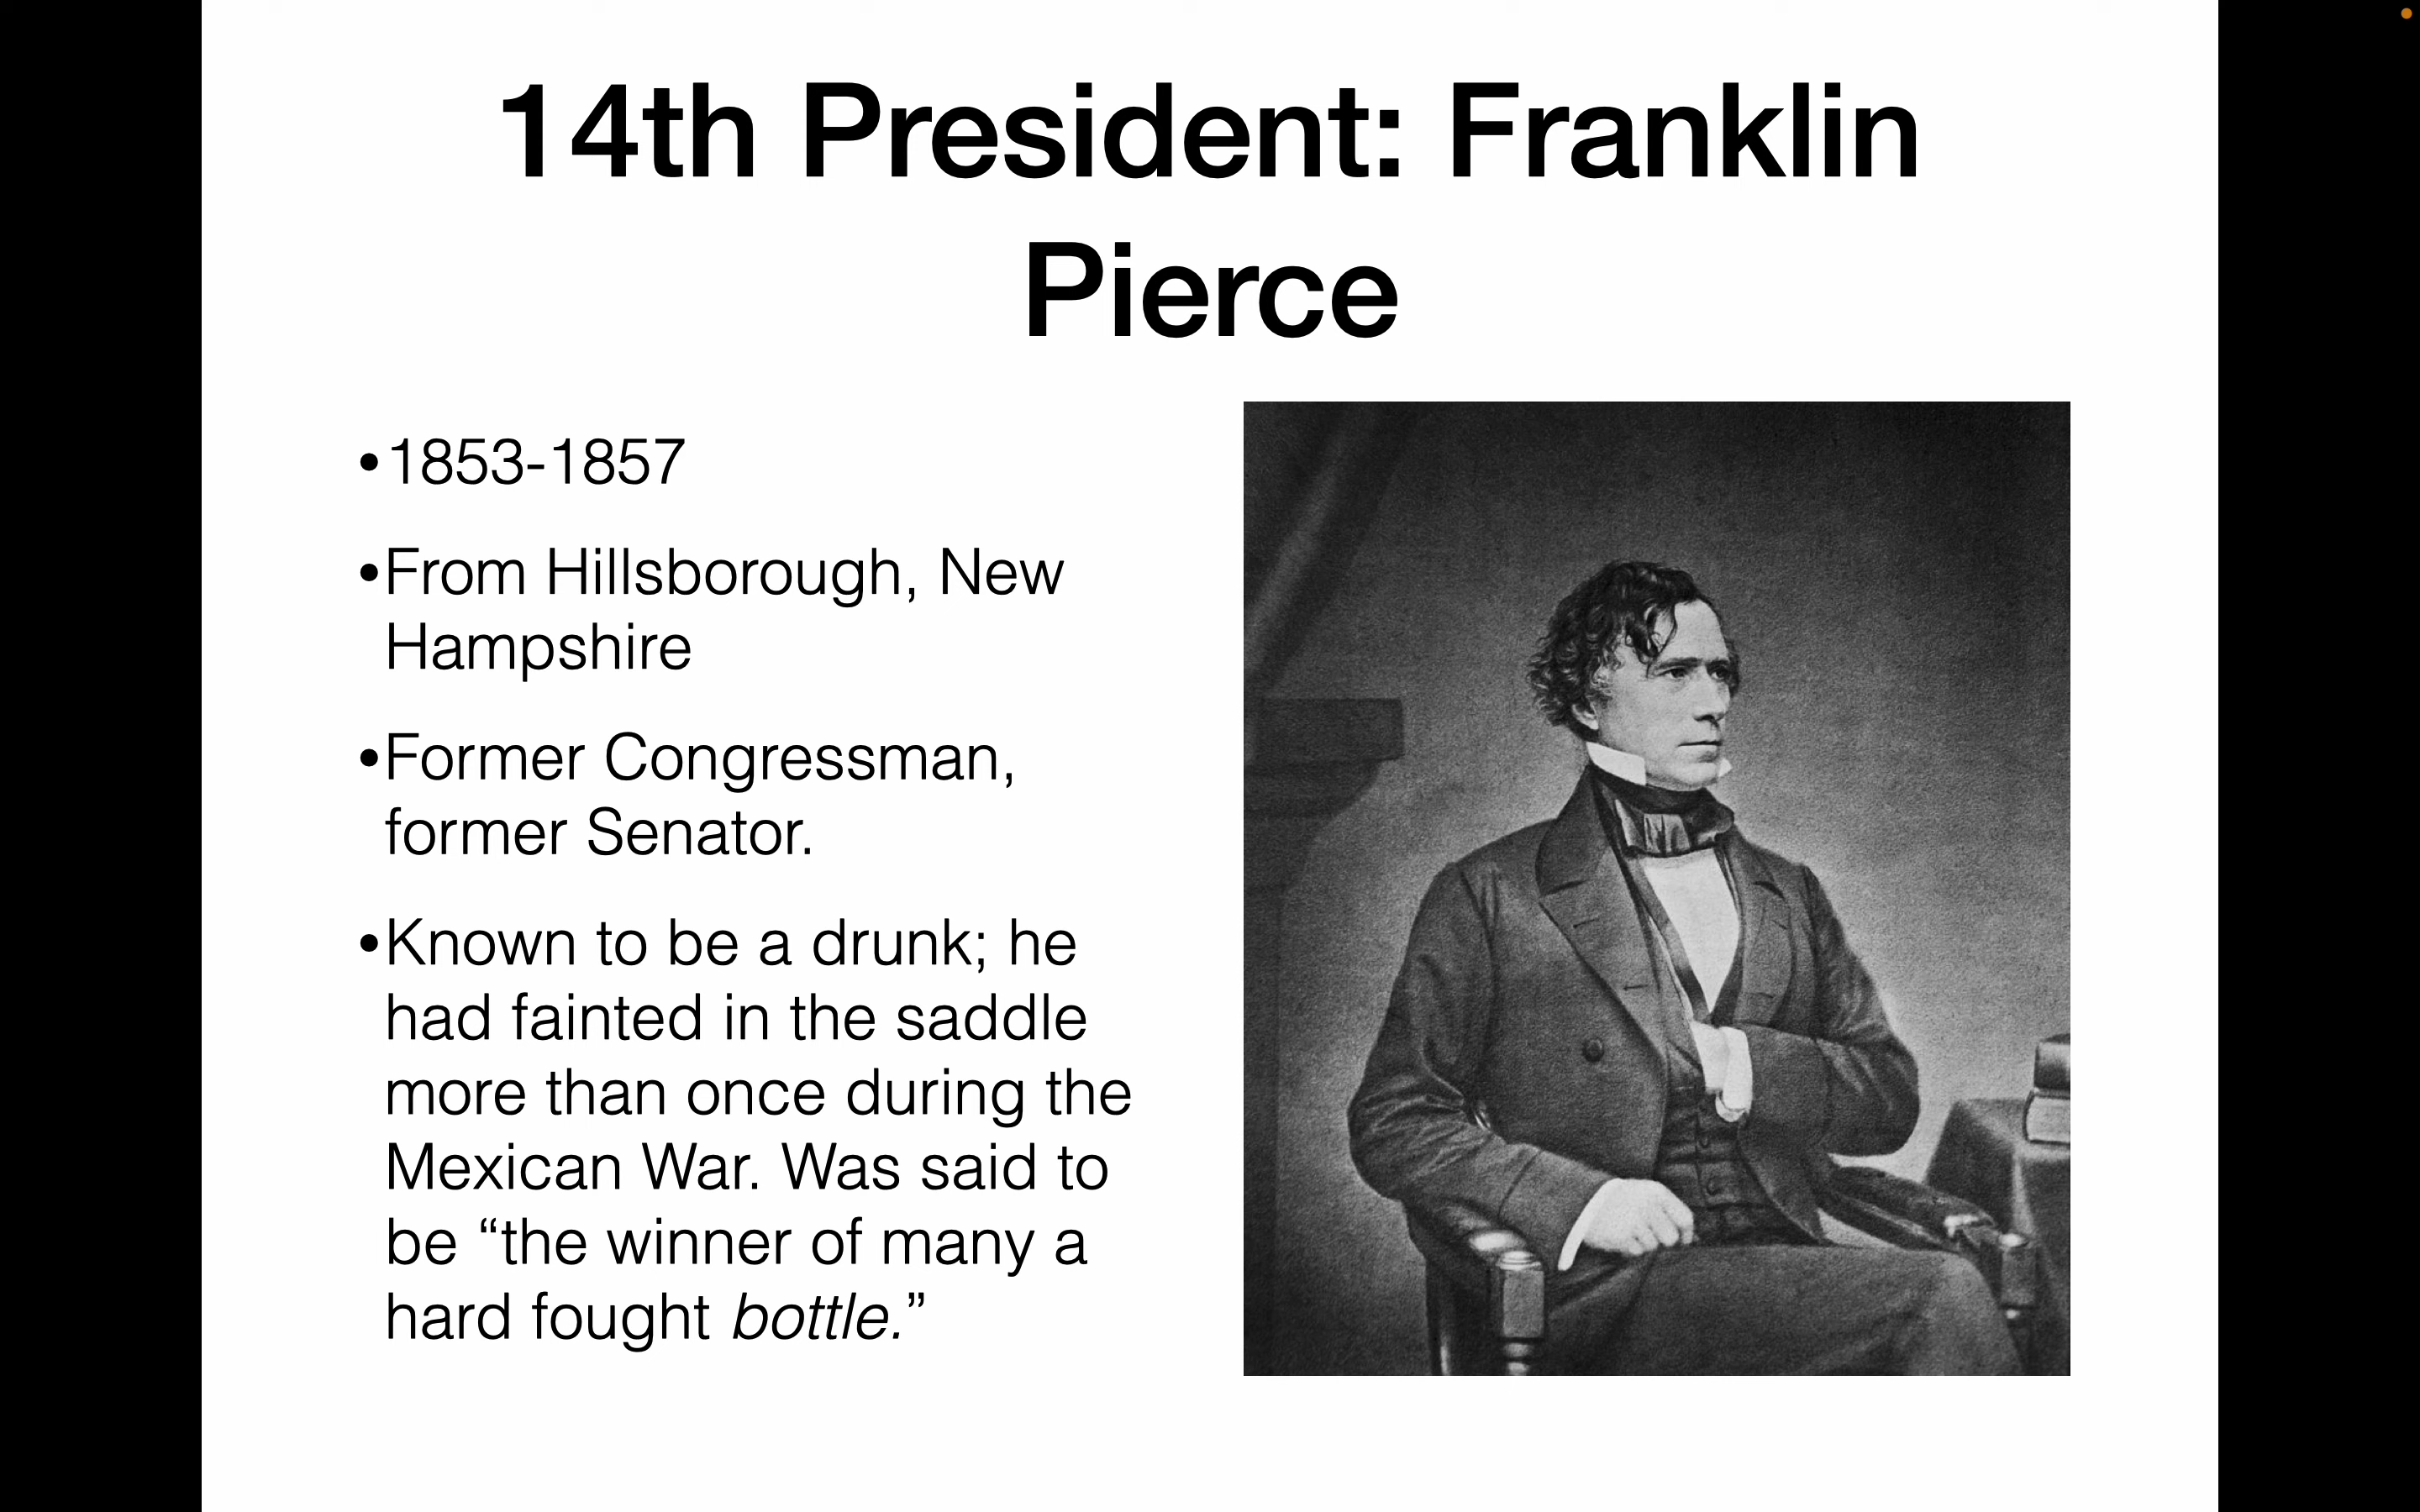 14th President: Franklin
Pierce
•1853-1857
•From Hillsborough, New
Hampshire
•Former Congressman,
former Senator.
•Known to be a drunk; he
had fainted in the saddle
more than once during the
Mexican War. Was said to
be “the winner of many a
hard fought bottle.”